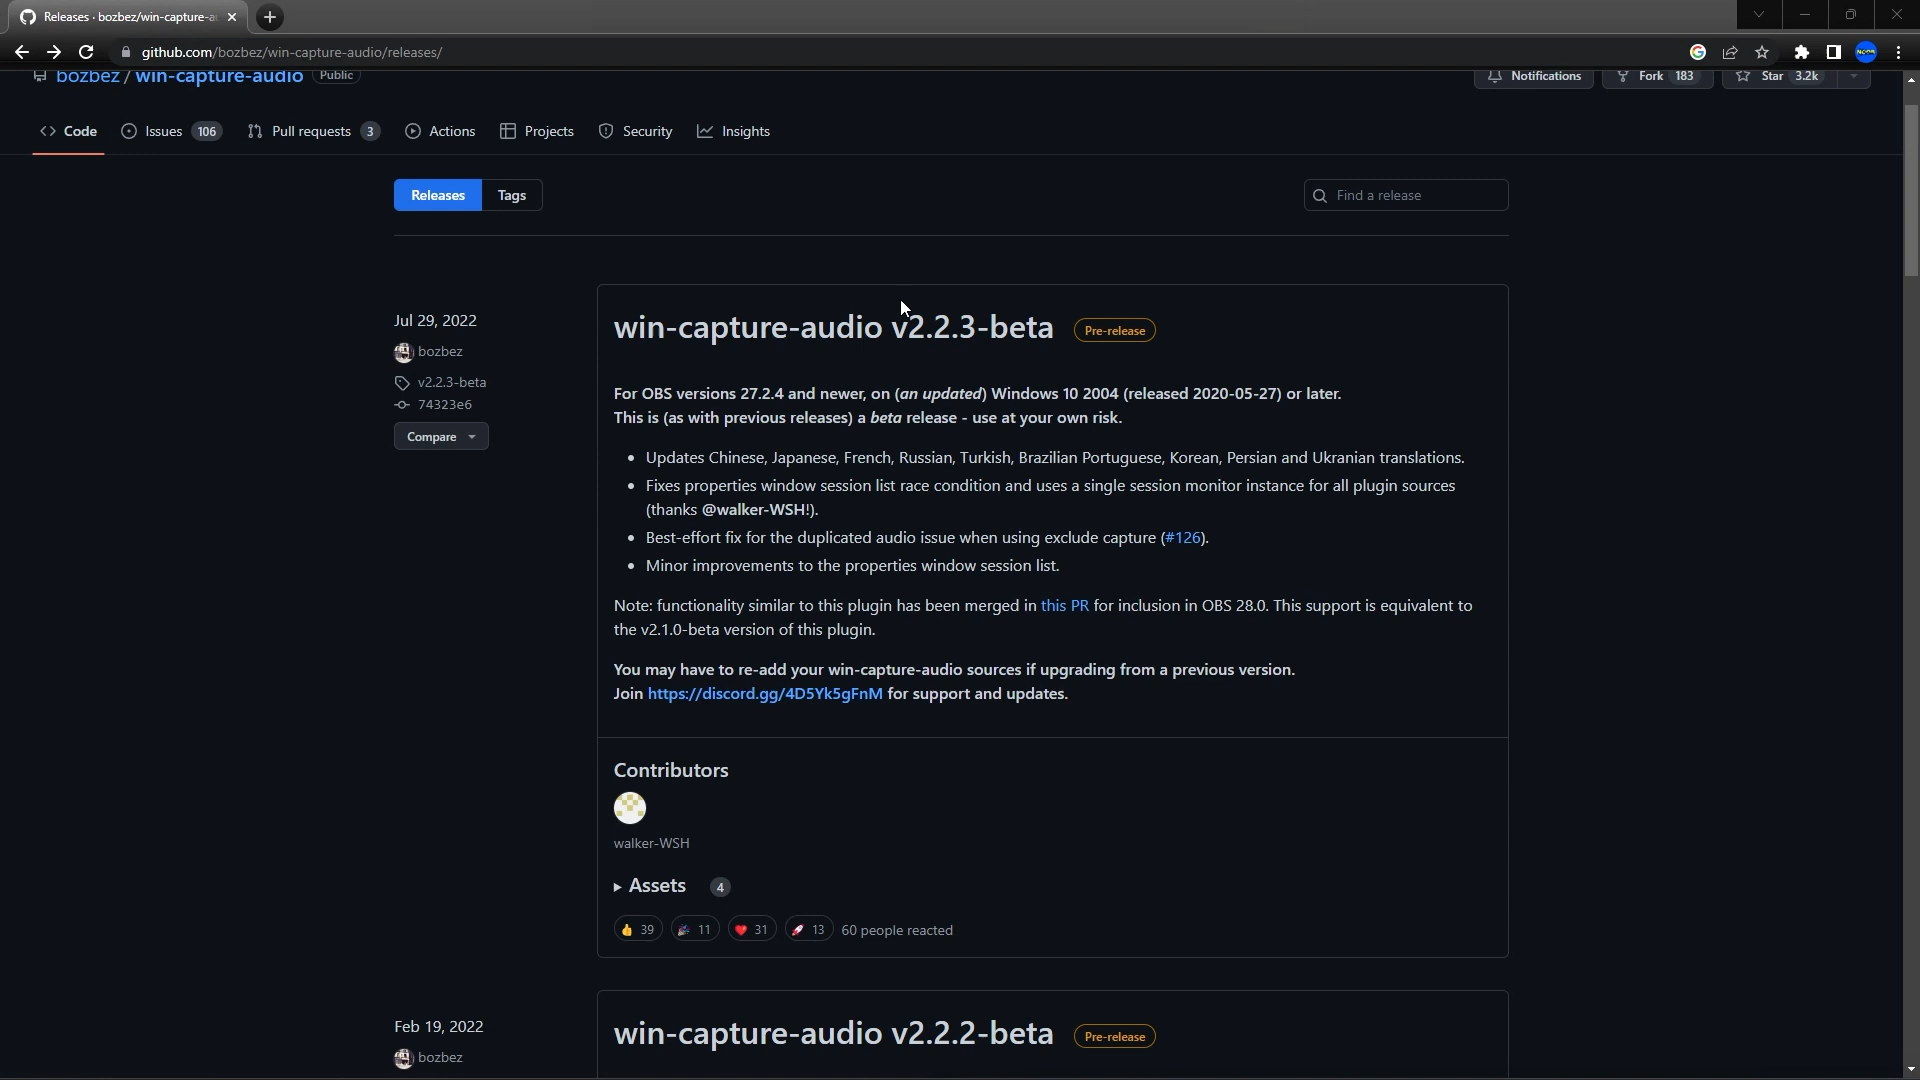 Releases · bozbez/win-capture-a
github.com/bozbez/win-capture-audio/releases/
bozbez / win-capture-audio Public
Notifications Fork 183 Star 3.2k
Code Issues 106 Pull requests 3 Actions Projects Security Insights
Releases Tags
Find a release
Jul 29, 2022
bozbez
v2.2.3-beta
74323e6
Compare
win-capture-audio v2.2.3-beta Pre-release
For OBS versions 27.2.4 and newer, on (an updated) Windows 10 2004 (released 2020-05-27) or later.
This is (as with previous releases) a beta release - use at your own risk.
• Updates Chinese, Japanese, French, Russian, Turkish, Brazilian Portuguese, Korean, Persian and Ukranian translations.
• Fixes properties window session list race condition and uses a single session monitor instance for all plugin sources
(thanks @walker-WSH!).
• Best-effort fix for the duplicated audio issue when using exclude capture (#126).
• Minor improvements to the properties window session list.
Note: functionality similar to this plugin has been merged in this PR for inclusion in OBS 28.0. This support is equivalent to
the v2.1.0-beta version of this plugin.
You may have to re-add your win-capture-audio sources if upgrading from a previous version.
Join https://discord.gg/4D5Yk5gFnM for support and updates.
Contributors
walker-WSH
Assets 4
39 11 31 13 60 people reacted
Feb 19, 2022
bozbez
win-capture-audio v2.2.2-beta Pre-release